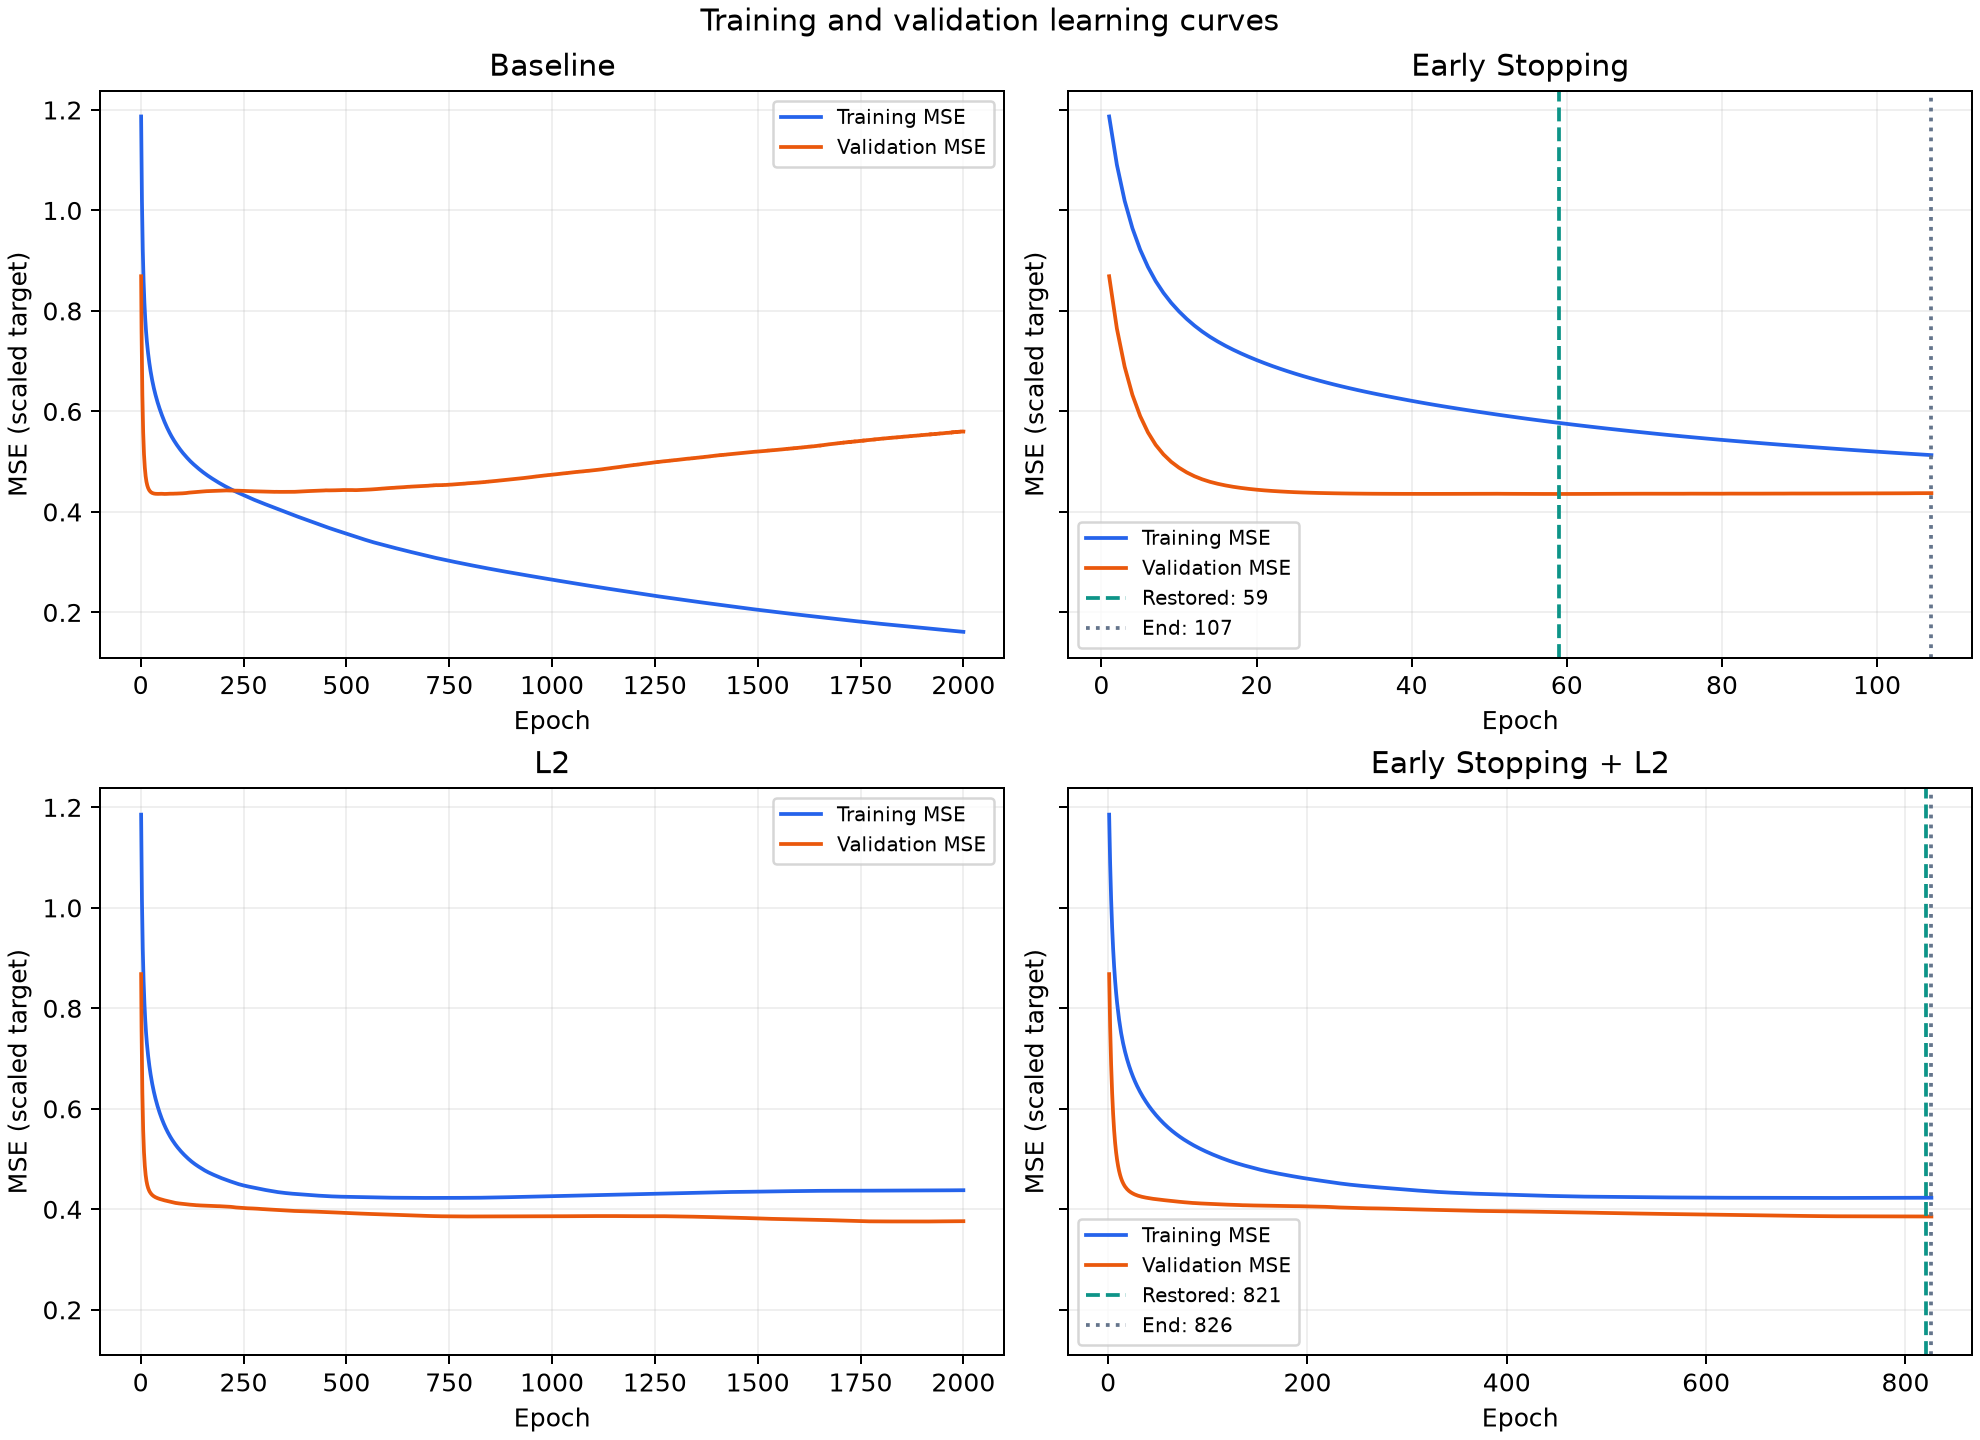 Training and validation learning curves
Baseline
MSE (scaled target)
1.2
1.0
0.8
0.6
0.4
0.2
Training MSE
Validation MSE
0 250 500 750 1000 1250 1500 1750 2000
Epoch
Early Stopping
MSE (scaled target)
Training MSE
Validation MSE
Restored: 59
End: 107
0 20 40 60 80 100
Epoch
L2
MSE (scaled target)
1.2
1.0
0.8
0.6
0.4
0.2
Training MSE
Validation MSE
0 250 500 750 1000 1250 1500 1750 2000
Epoch
Early Stopping + L2
MSE (scaled target)
Training MSE
Validation MSE
Restored: 821
End: 826
0 200 400 600 800
Epoch